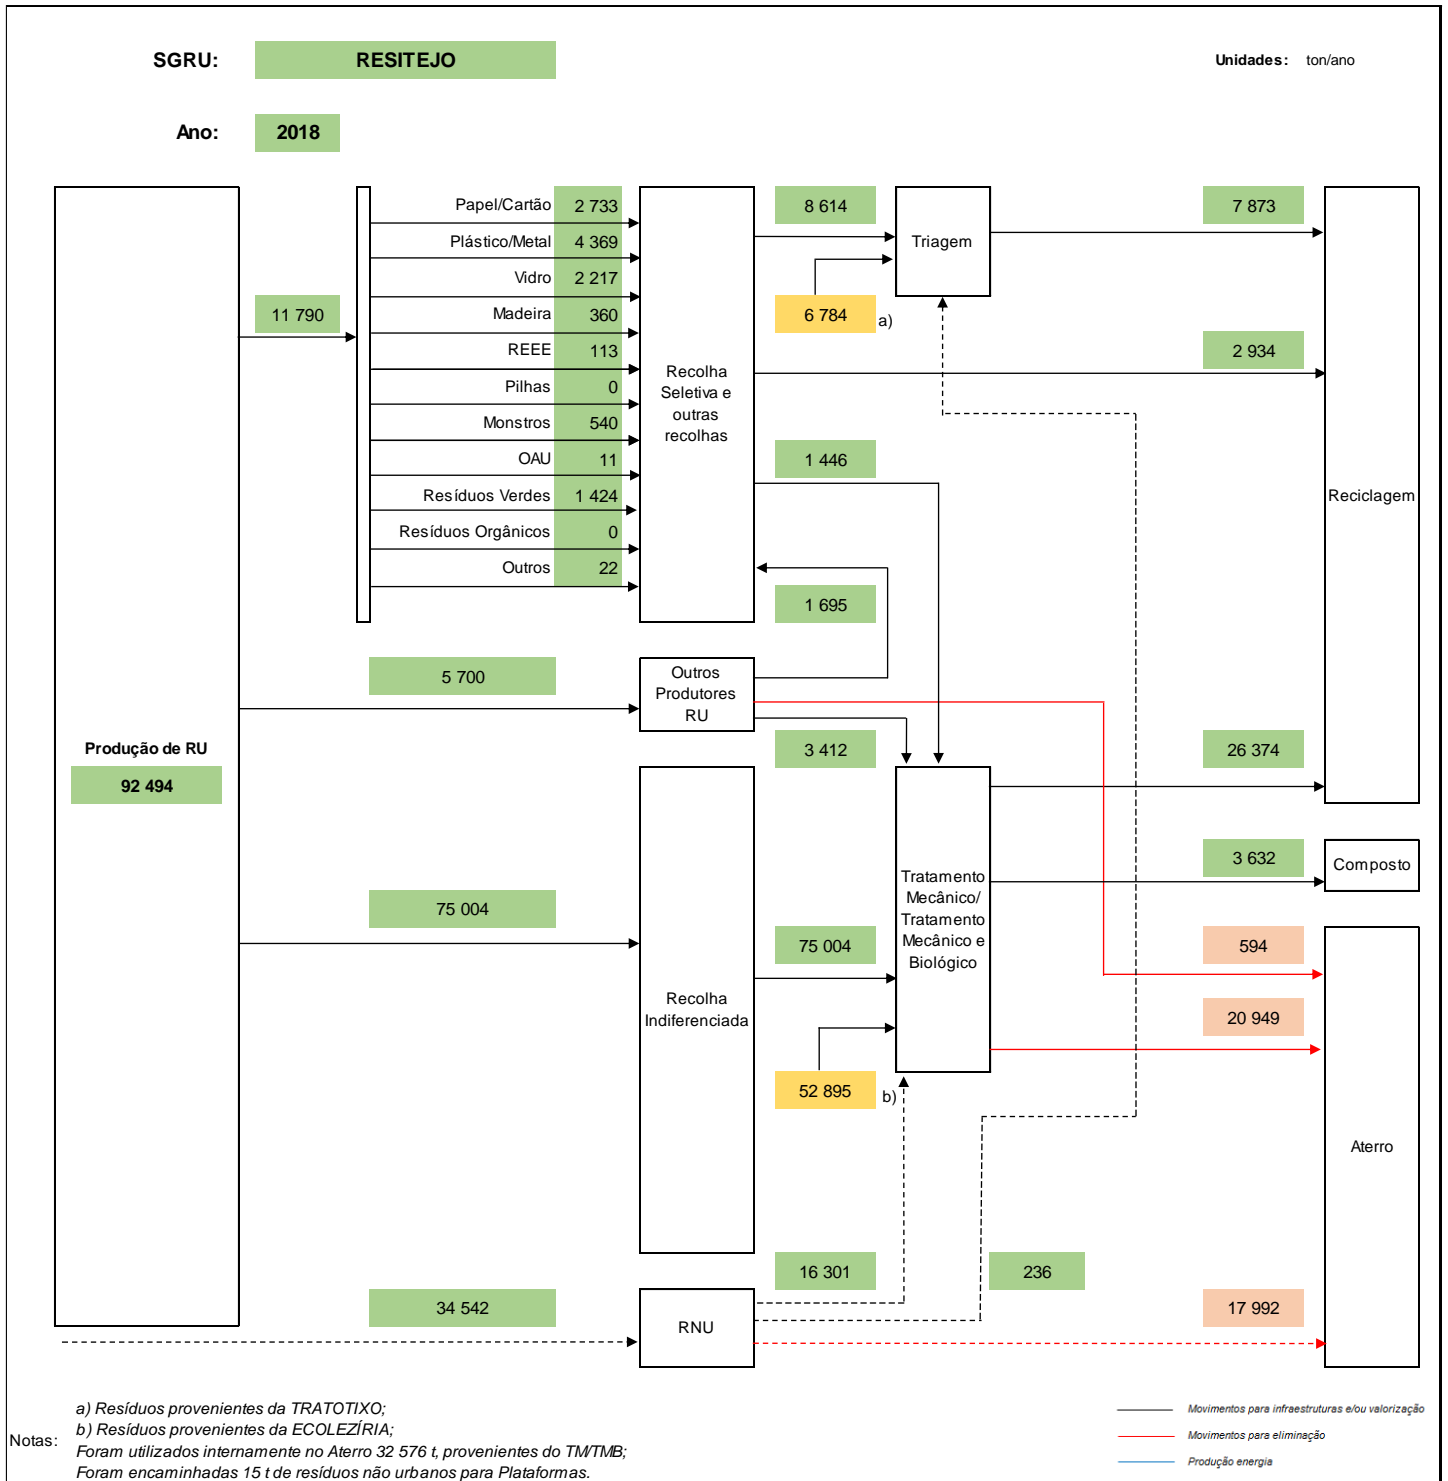 SGRU: RESITEJO
Unidades: ton/ano
Ano: 2018
Papel/Cartão 2 733
Plástico/Metal 4 369
Vidro 2 217
Madeira 360
REEE 113
Pilhas 0
Monstros 540
OAU 11
Resíduos Verdes 1 424
Resíduos Orgânicos 0
Outros 22
11 790
Recolha
Seletiva e
outras
recolhas
8 614
Triagem
7 873
6 784 a)
2 934
1 446
Reciclagem
1 695
5 700
Outros
Produtores
RU
3 412
26 374
Produção de RU
92 494
3 632
Composto
Tratamento
Mecânico/
Tratamento
Mecânico e
Biológico
75 004
75 004
594
Recolha
Indiferenciada
20 949
52 895 b)
Aterro
16 301
236
34 542
RNU
17 992
Notas:
a) Resíduos provenientes da TRATOTIXO;
b) Resíduos provenientes da ECOLEZÍRIA;
Foram utilizados internamente no Aterro 32 576 t, provenientes do TM/TMB;
Foram encaminhadas 15 t de resíduos não urbanos para Plataformas.
Movimentos para infraestruturas e/ou valorização
Movimentos para eliminação
Produção energia